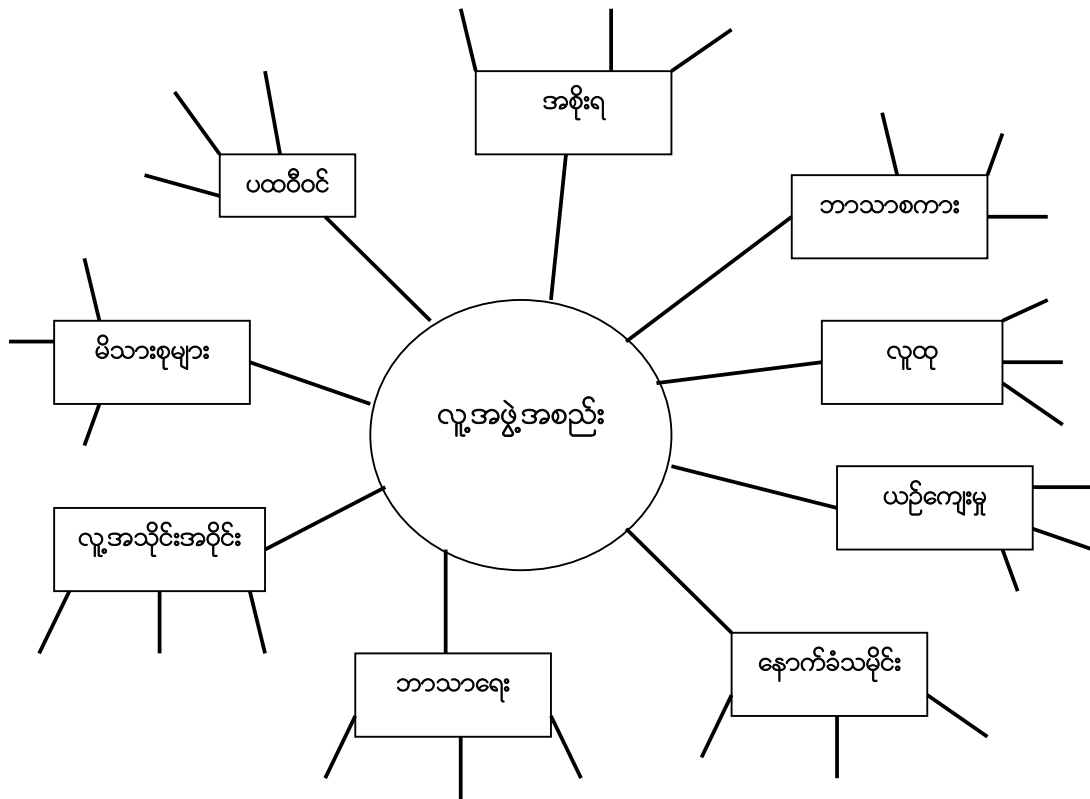 အစိုးရ
ပထဝီဝင်
ဘာသာစကား
မိသားစုများ
လူထု
လူ့အဖွဲ့အစည်း
ယဉ်ကျေးမှု
လူ့အသိုင်းအဝိုင်း
နောက်ခံသမိုင်း
ဘာသာရေး